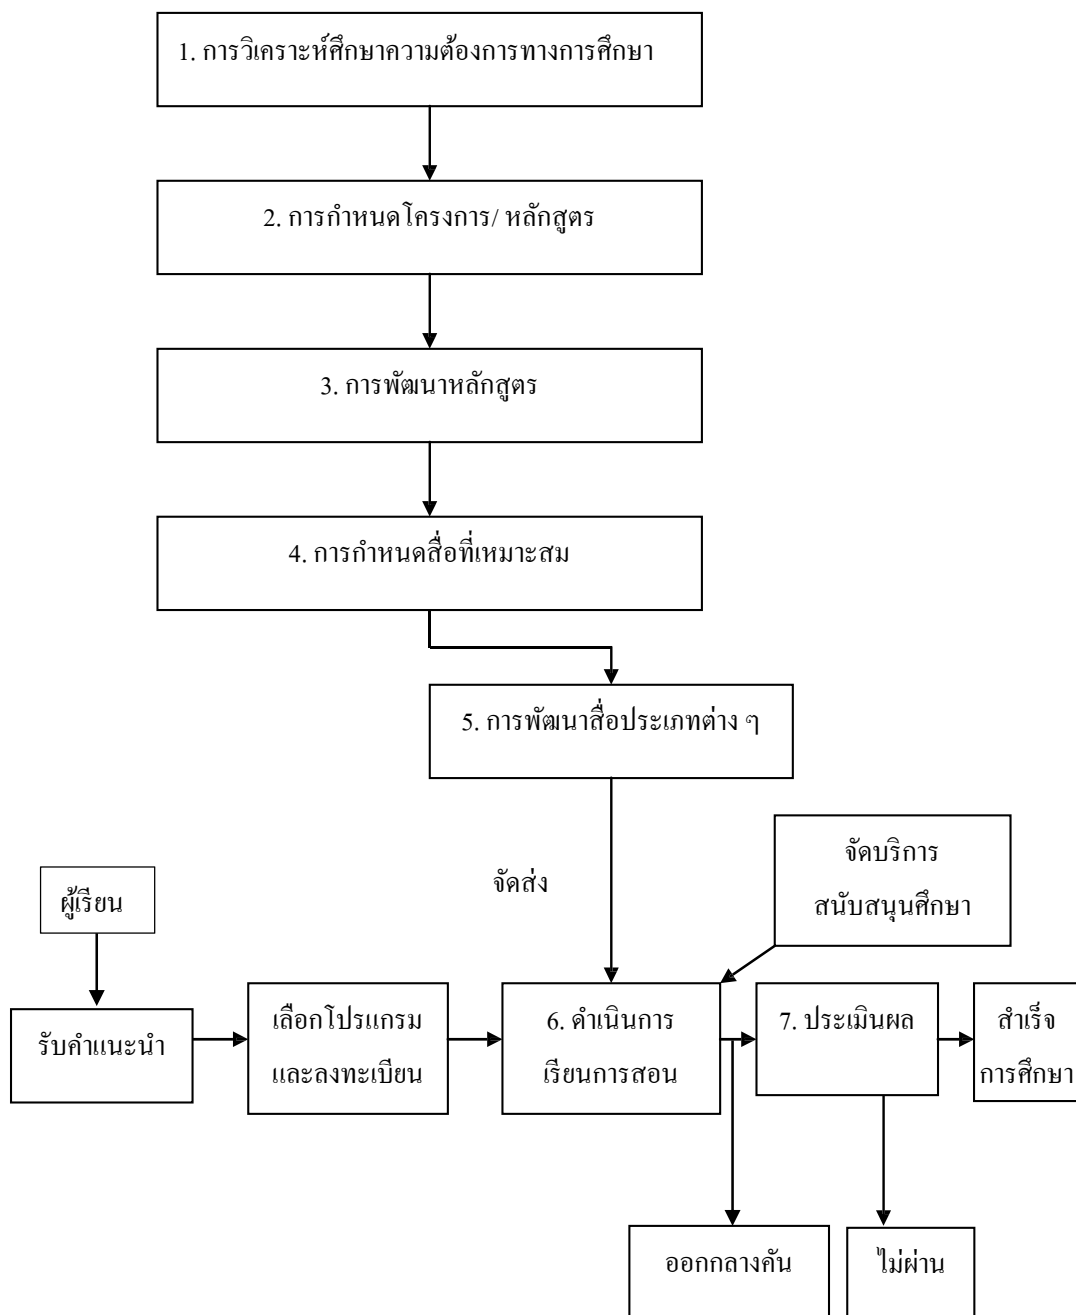 1. การวิเคราะห์ศึกษาความต้องการทางการศึกษา
2. การกำหนดโครงการ/ หลักสูตร
3. การพัฒนาหลักสูตร
4. การกำหนดสื่อที่เหมาะสม
5. การพัฒนาสื่อประเภทต่าง ๆ
จัดส่ง
จัดบริการ
สนับสนุนศึกษา
ผู้เรียน
รับคำแนะนำ
เลือกโปรแกรม
และลงทะเบียน
6. ดำเนินการ
เรียนการสอน
7. ประเมินผล
สำเร็จ
การศึกษา
ออกกลางคัน
ไม่ผ่าน